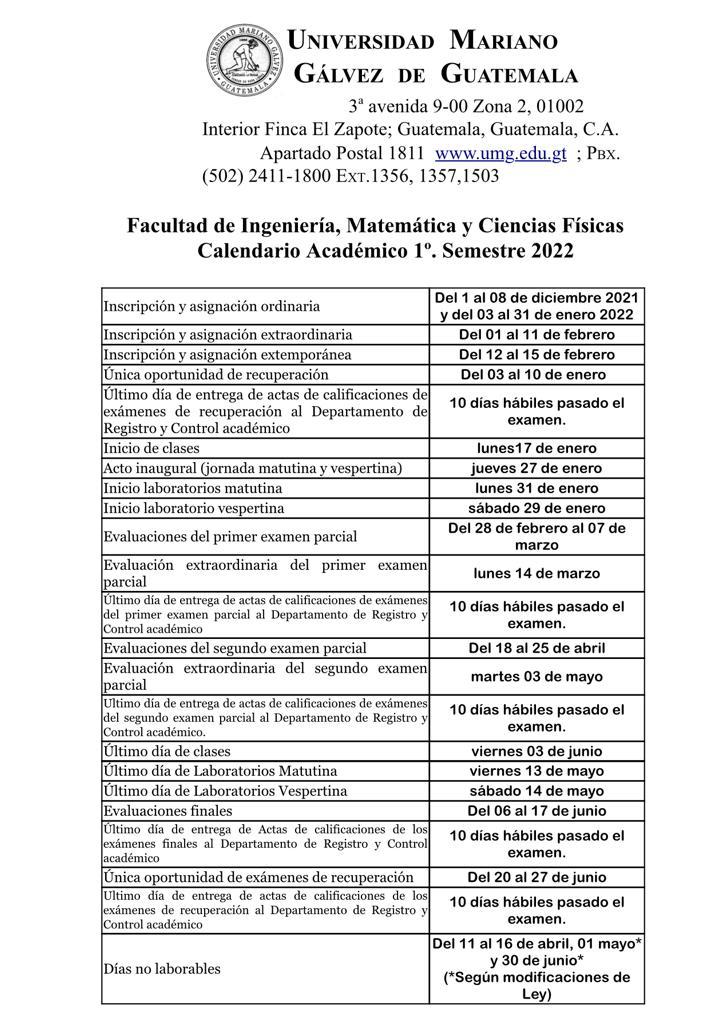 UNIVERSIDAD MARIANO
GÁLVEZ DE GUATEMALA
3ª avenida 9-00 Zona 2, 01002
Interior Finca El Zapote; Guatemala, Guatemala, C.A.
Apartado Postal 1811 www.umg.edu.gt ; PBX.
(502) 2411-1800 EXT.1356, 1357,1503
Facultad de Ingeniería, Matemática y Ciencias Físicas
Calendario Académico 1º. Semestre 2022
Inscripción y asignación ordinaria
Del 1 al 08 de diciembre 2021
y del 03 al 31 de enero 2022
Inscripción y asignación extraordinaria
Del 01 al 11 de febrero
Inscripción y asignación extemporánea
Del 12 al 15 de febrero
Única oportunidad de recuperación
Del 03 al 10 de enero
Último día de entrega de actas de calificaciones de
exámenes de recuperación al Departamento de
Registro y Control académico
10 días hábiles pasado el
examen.
Inicio de clases
lunes17 de enero
Acto inaugural (jornada matutina y vespertina)
jueves 27 de enero
Inicio laboratorios matutina
lunes 31 de enero
Inicio laboratorio vespertina
sábado 29 de enero
Evaluaciones del primer examen parcial
Del 28 de febrero al 07 de
marzo
Evaluación extraordinaria del primer examen
parcial
lunes 14 de marzo
Último día de entrega de actas de calificaciones de exámenes
del primer examen parcial al Departamento de Registro y
Control académico
10 días hábiles pasado el
examen.
Evaluaciones del segundo examen parcial
Del 18 al 25 de abril
Evaluación extraordinaria del segundo examen
parcial
martes 03 de mayo
Ultimo día de entrega de actas de calificaciones de exámenes
del segundo examen parcial al Departamento de Registro y
Control académico.
10 días hábiles pasado el
examen.
Último día de clases
viernes 03 de junio
Último día de Laboratorios Matutina
viernes 13 de mayo
Último día de Laboratorios Vespertina
sábado 14 de mayo
Evaluaciones finales
Del 06 al 17 de junio
Último día de entrega de Actas de calificaciones de los
exámenes finales al Departamento de Registro y Control
académico
10 días hábiles pasado el
examen.
Única oportunidad de exámenes de recuperación
Del 20 al 27 de junio
Ultimo día de entrega de actas de calificaciones de los
exámenes de recuperación al Departamento de Registro y
Control académico
10 días hábiles pasado el
examen.
Días no laborables
Del 11 al 16 de abril, 01 mayo*
y 30 de junio*
(*Según modificaciones de
Ley)